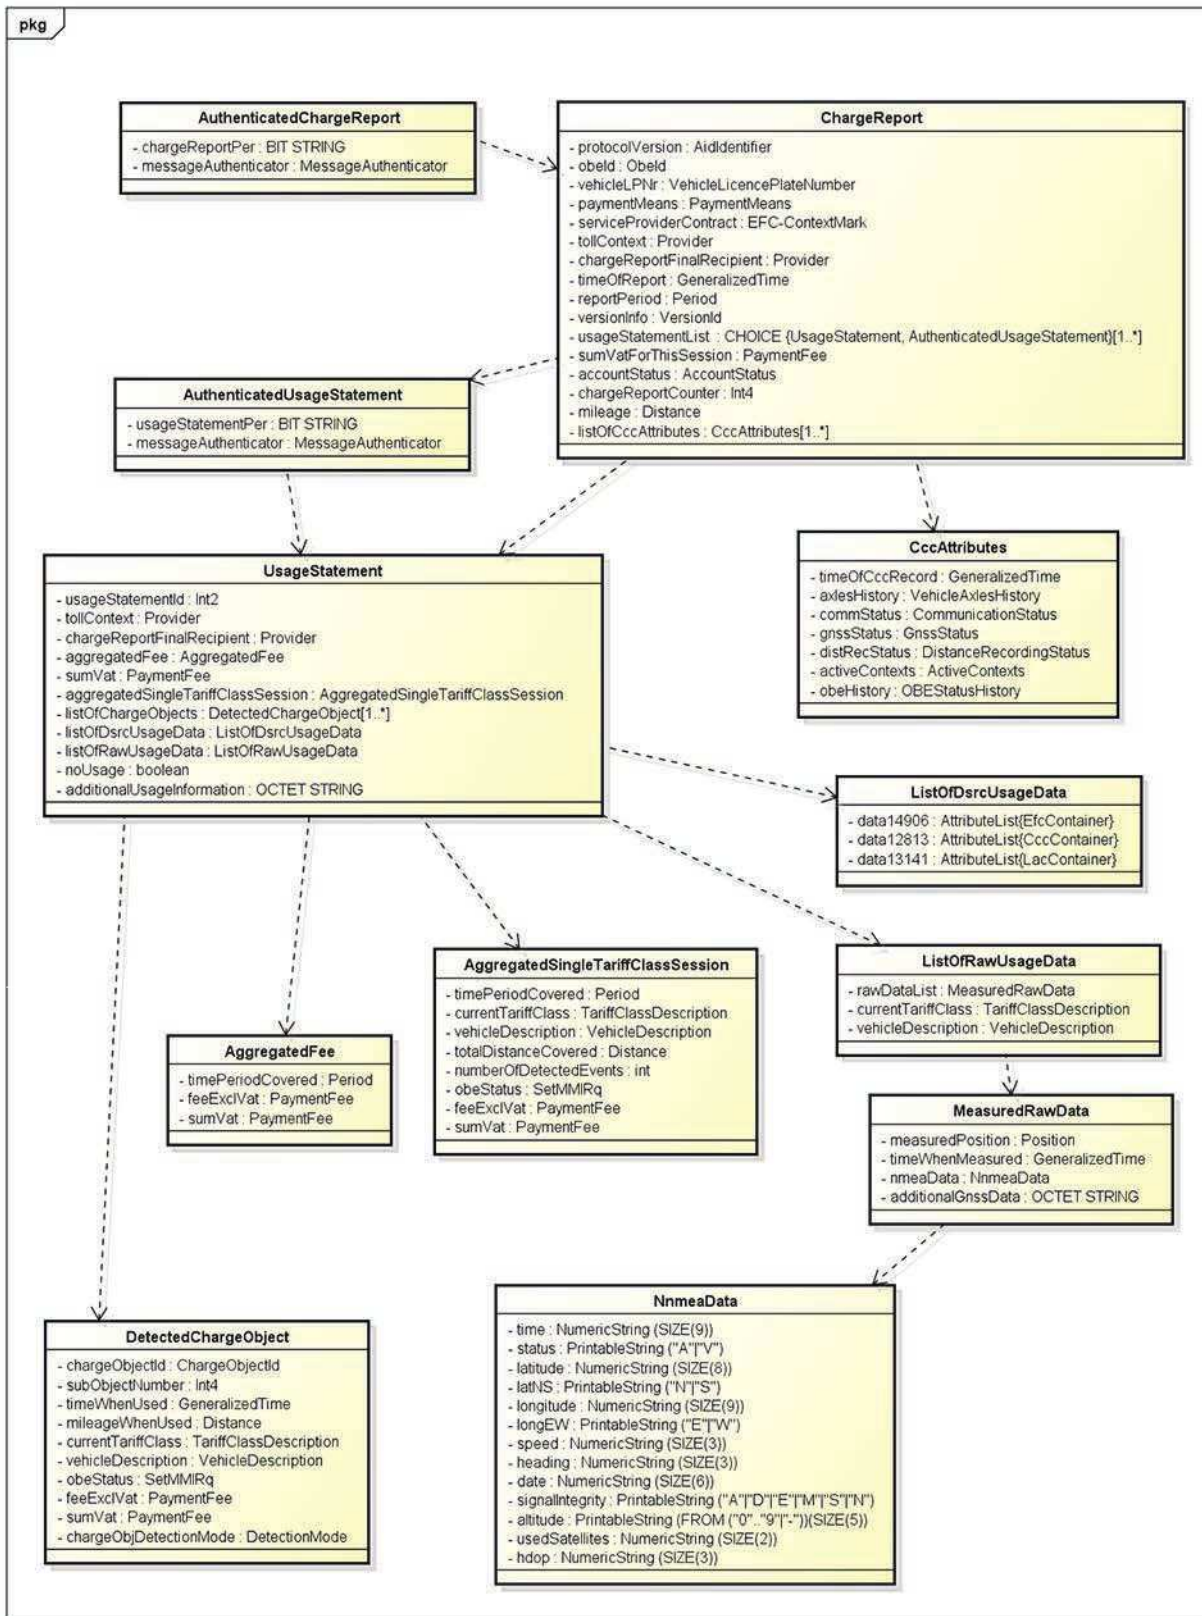 pkg
AuthenticatedChargeReport
- chargeReportPer : BIT STRING
- messageAuthenticator : MessageAuthenticator
ChargeReport
- protocolVersion : AidIdentifier
- obeId : ObeId
- vehicleLPNr : VehicleLicencePlateNumber
- paymentMeans : PaymentMeans
- serviceProviderContract : EFC-ContextMark
- tollContext : Provider
- chargeReportFinalRecipient : Provider
- timeOfReport : GeneralizedTime
- reportPeriod : Period
- versionInfo : VersionId
- usageStatementList : CHOICE {UsageStatement, AuthenticatedUsageStatement}[1..*]
- sumVatForThisSession : PaymentFee
- accountStatus : AccountStatus
- chargeReportCounter : Int4
- mileage : Distance
- listOfCccAttributes : CccAttributes[1..*]
AuthenticatedUsageStatement
- usageStatementPer : BIT STRING
- messageAuthenticator : MessageAuthenticator
UsageStatement
- usageStatementId : Int2
- tollContext : Provider
- chargeReportFinalRecipient : Provider
- aggregatedFee : AggregatedFee
- sumVat : PaymentFee
- aggregatedSingleTariffClassSession : AggregatedSingleTariffClassSession
- listOfChargeObjects : DetectedChargeObject[1..*]
- listOfDsrcUsageData : ListOfDsrcUsageData
- listOfRawUsageData : ListOfRawUsageData
- noUsage : boolean
- additionalUsageInformation : OCTET STRING
CccAttributes
- timeOfCccRecord : GeneralizedTime
- axlesHistory : VehicleAxlesHistory
- commStatus : CommunicationStatus
- gnssStatus : GnssStatus
- distRecStatus : DistanceRecordingStatus
- activeContexts : ActiveContexts
- obeHistory : OBEStatusHistory
ListOfDsrcUsageData
- data14906 : AttributeList{EfcContainer}
- data12813 : AttributeList{CccContainer}
- data13141 : AttributeList{LacContainer}
AggregatedSingleTariffClassSession
- timePeriodCovered : Period
- currentTariffClass : TariffClassDescription
- vehicleDescription : VehicleDescription
- totalDistanceCovered : Distance
- numberOfDetectedEvents : int
- obeStatus : SetMMIRq
- feeExclVat : PaymentFee
- sumVat : PaymentFee
ListOfRawUsageData
- rawDataList : MeasuredRawData
- currentTariffClass : TariffClassDescription
- vehicleDescription : VehicleDescription
AggregatedFee
- timePeriodCovered : Period
- feeExclVat : PaymentFee
- sumVat : PaymentFee
MeasuredRawData
- measuredPosition : Position
- timeWhenMeasured : GeneralizedTime
- nmeaData : NnmeaData
- additionalGnssData : OCTET STRING
DetectedChargeObject
- chargeObjectId : ChargeObjectId
- subObjectNumber : Int4
- timeWhenUsed : GeneralizedTime
- mileageWhenUsed : Distance
- currentTariffClass : TariffClassDescription
- vehicleDescription : VehicleDescription
- obeStatus : SetMMIRq
- feeExclVat : PaymentFee
- sumVat : PaymentFee
- chargeObjDetectionMode : DetectionMode
NnmeaData
- time : NumericString (SIZE(9))
- status : PrintableString ("A"|"V")
- latitude : NumericString (SIZE(8))
- latNS : PrintableString ("N"|"S")
- longitude : NumericString (SIZE(9))
- longEW : PrintableString ("E"|"W")
- speed : NumericString (SIZE(3))
- heading : NumericString (SIZE(3))
- date : NumericString (SIZE(6))
- signalIntegrity : PrintableString ("A"|"D"|"E"|"M"|"S"|"N")
- altitude : PrintableString (FROM ("0".."9"|"-"))(SIZE(5))
- usedSatellites : NumericString (SIZE(2))
- hdop : NumericString (SIZE(3))